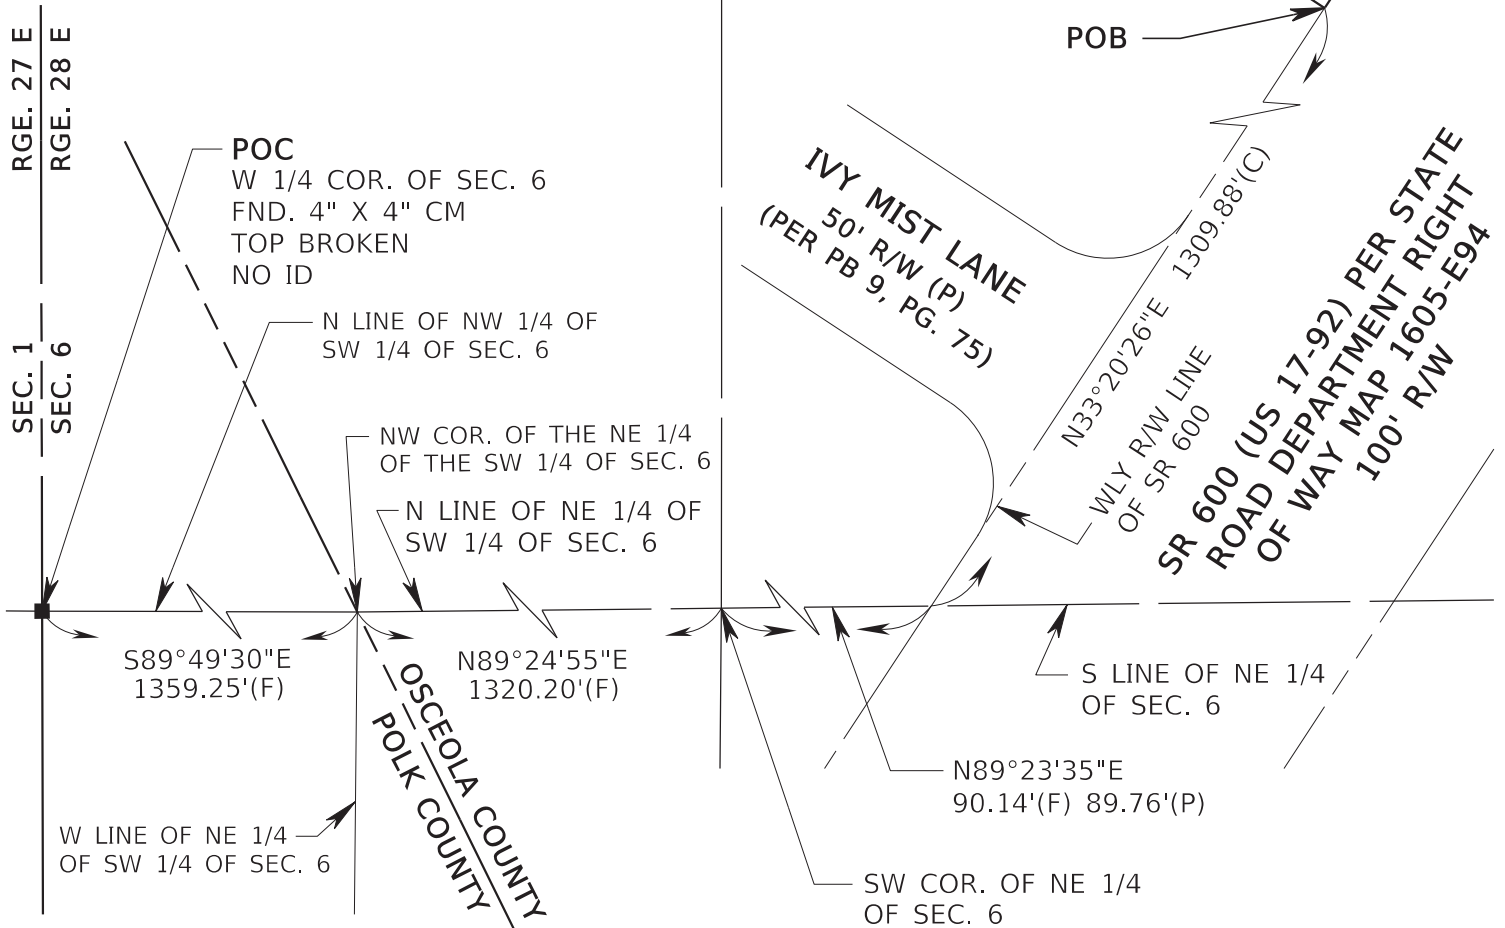 RGE. 27 E
RGE. 28 E
SEC. 1
SEC. 6
POC
W 1/4 COR. OF SEC. 6
FND. 4" X 4" CM
TOP BROKEN
NO ID
N LINE OF NW 1/4 OF
SW 1/4 OF SEC. 6
NW COR. OF THE NE 1/4
OF THE SW 1/4 OF SEC. 6
N LINE OF NE 1/4 OF
SW 1/4 OF SEC. 6
POB
IVY MIST LANE
50' R/W (P)
(PER PB 9, PG. 75)
N33°20'26"E 1309.88'(C)
WLY R/W LINE
OF SR 600
SR 600 (US 17-92) PER STATE
ROAD DEPARTMENT RIGHT
OF WAY MAP 1605-E94
100' R/W
S89°49'30"E
1359.25'(F)
N89°24'55"E
1320.20'(F)
OSCEOLA COUNTY
POLK COUNTY
S LINE OF NE 1/4
OF SEC. 6
N89°23'35"E
90.14'(F) 89.76'(P)
W LINE OF NE 1/4
OF SW 1/4 OF SEC. 6
SW COR. OF NE 1/4
OF SEC. 6